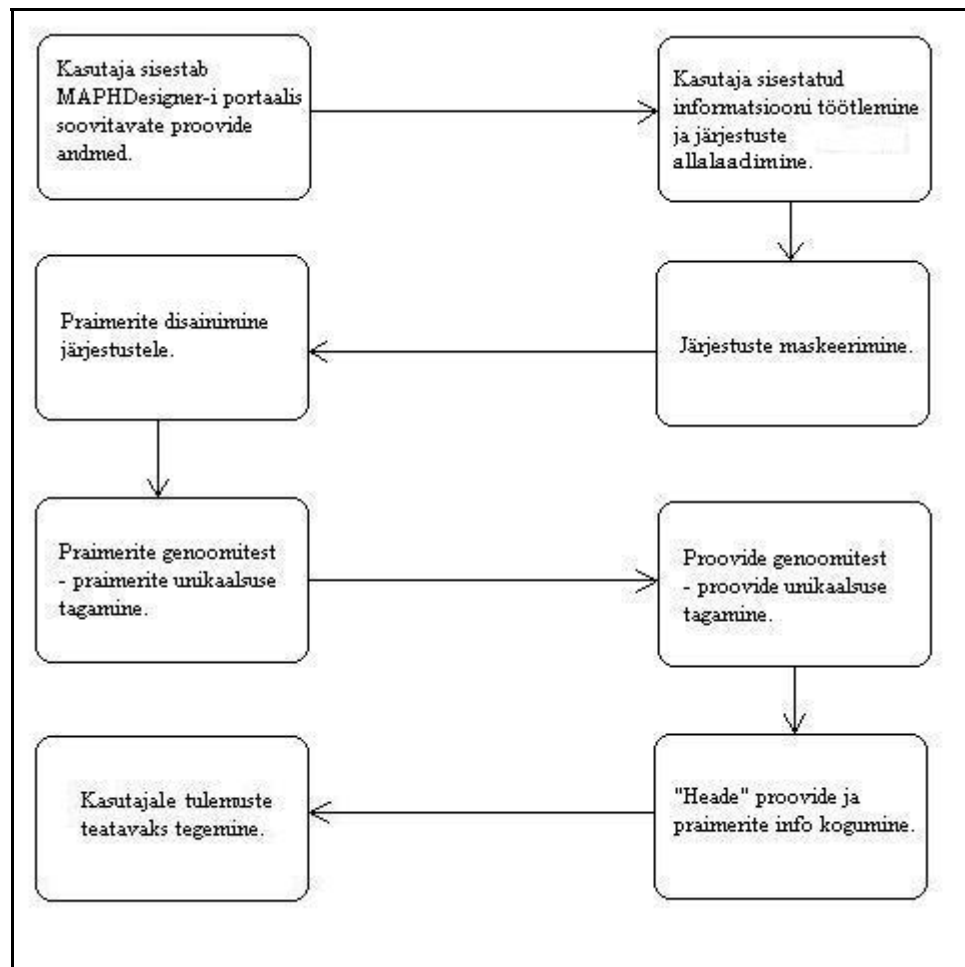 Kasutaja sisestab
MAPHDesigner-i portaalis
soovitavate proovide
andmed.
Kasutaja sisestatud
informatsiooni töötlemine
ja järjestuste
allalaadimine.
Järjestuste maskeerimine.
Praimerite disainimine
järjestustele.
Praimerite genoomitest
- praimerite unikaalsuse
tagamine.
Proovide genoomitest
- proovide unikaalsuse
tagamine.
"Heade" proovide ja
praimerite info kogumine.
Kasutajale tulemuste
teatavaks tegemine.